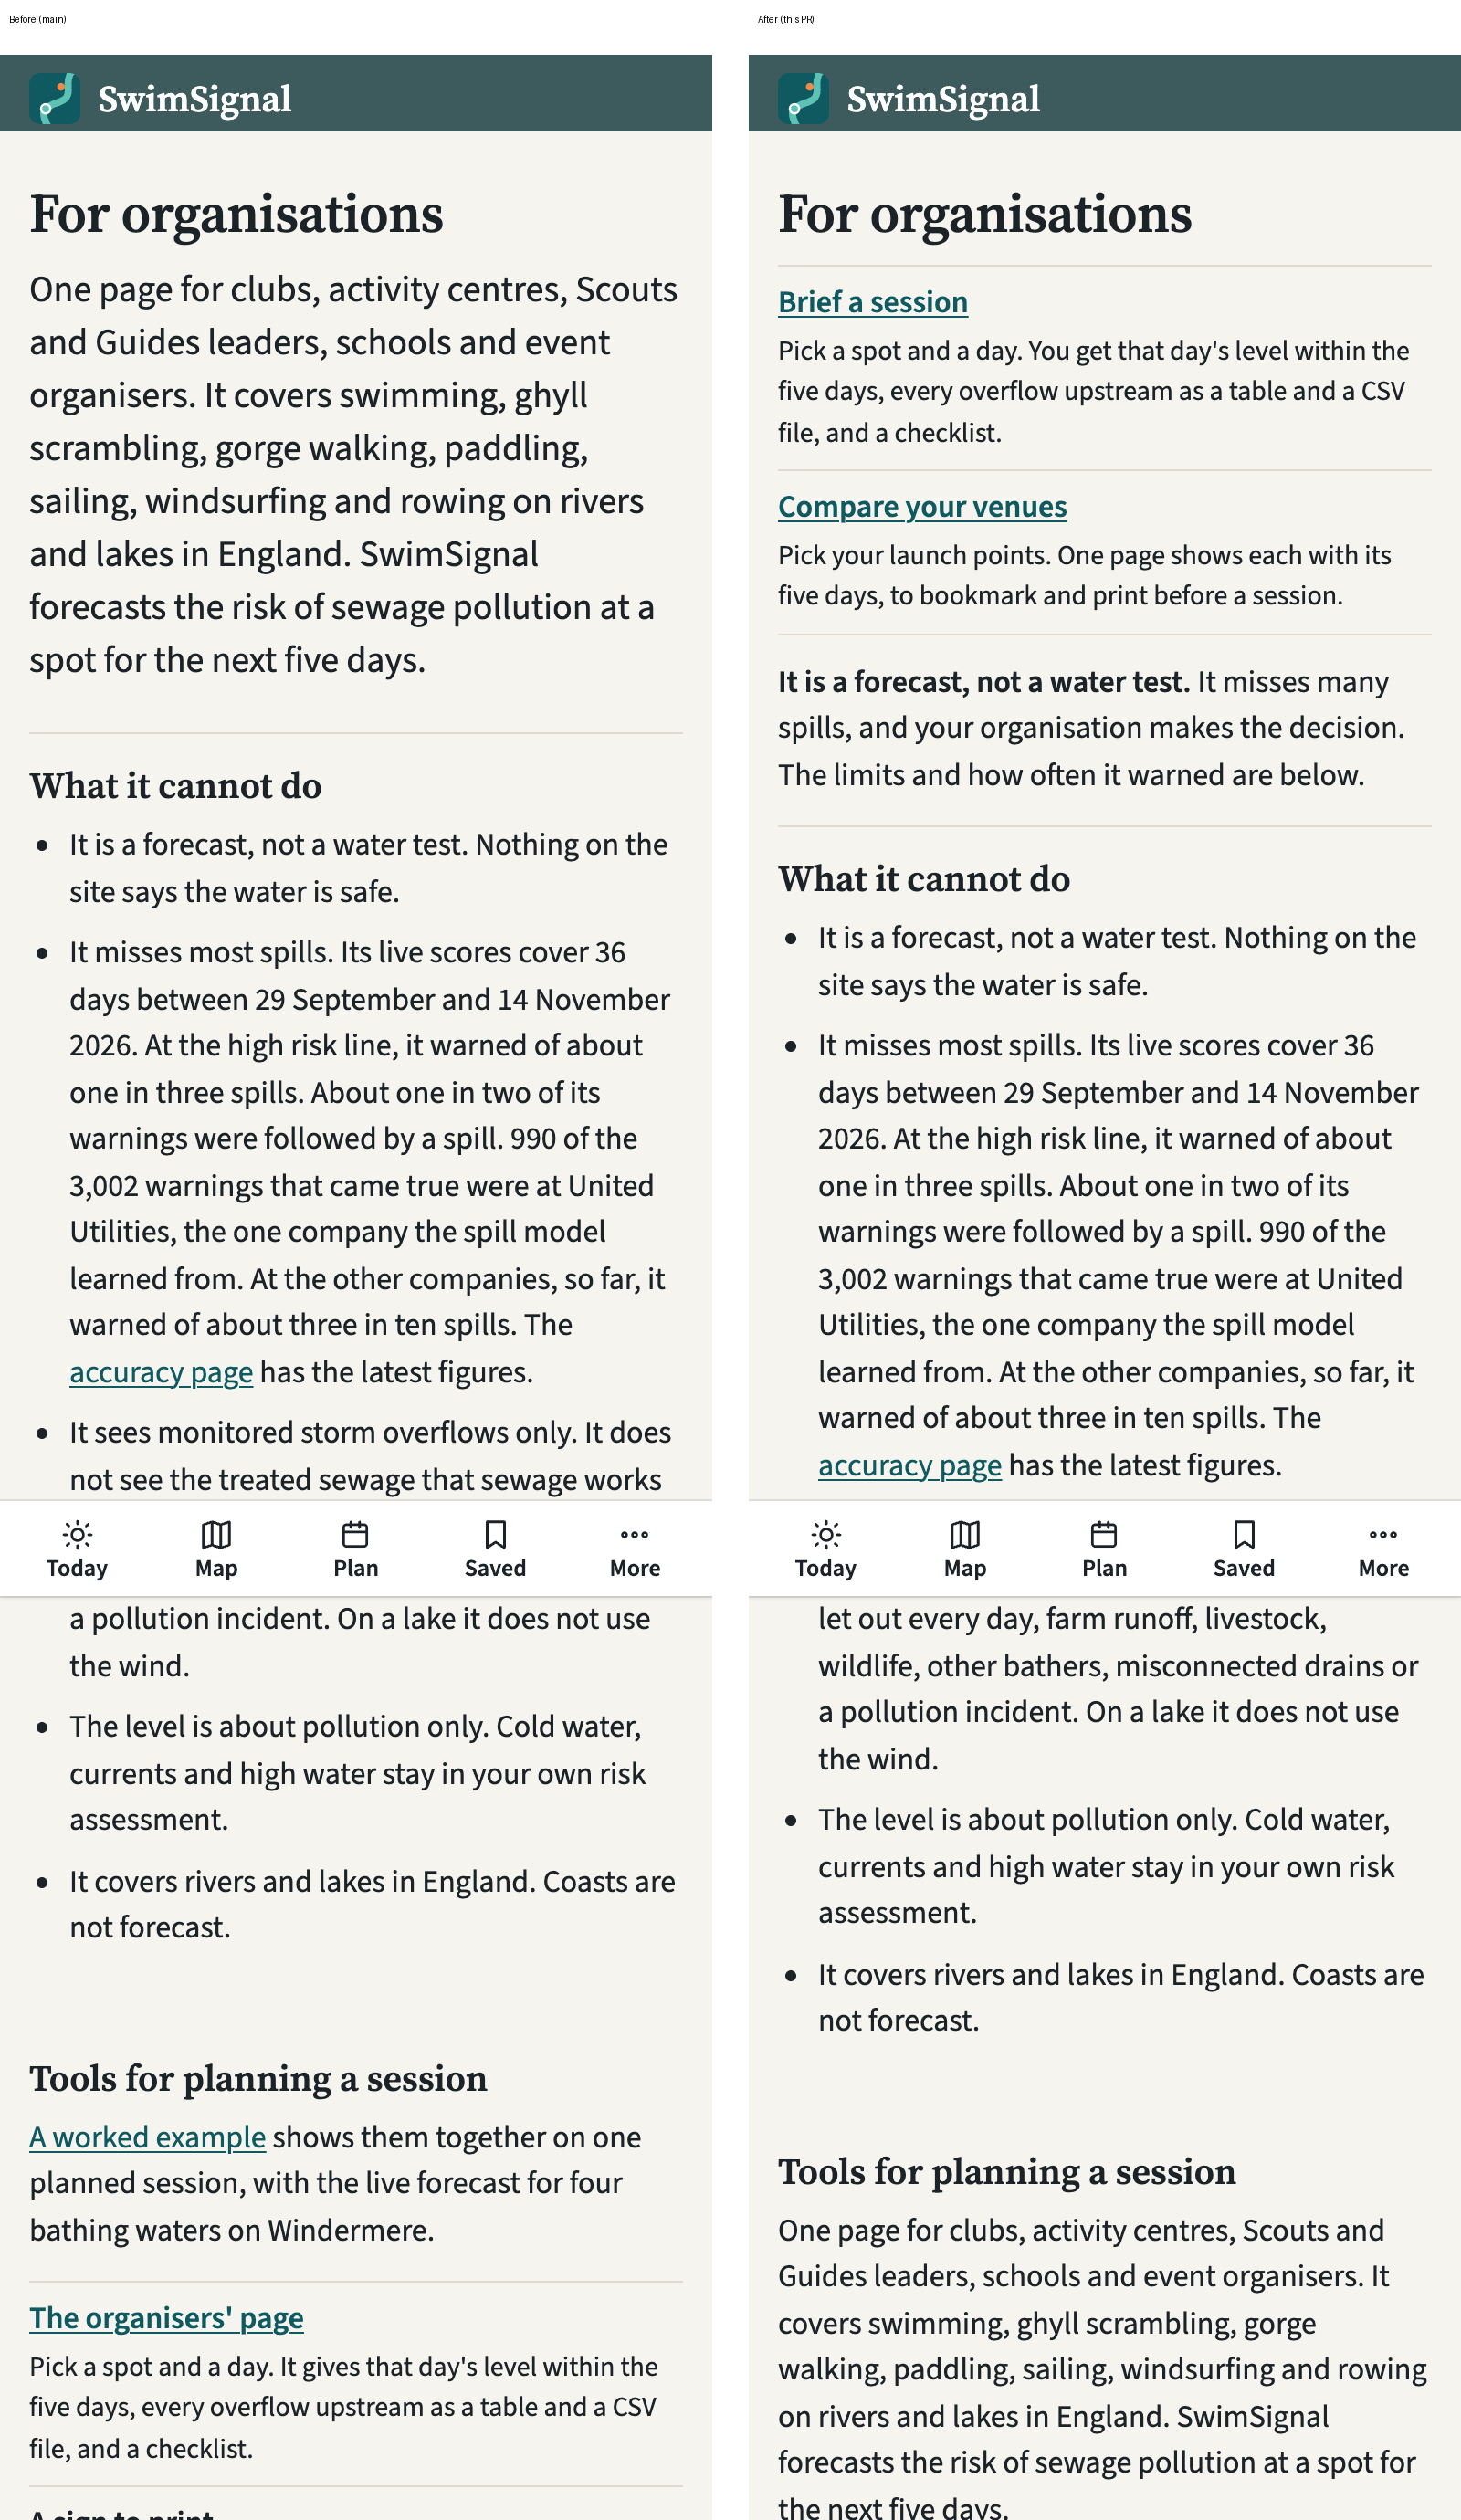 Before (main)
SwimSignal
For organisations
One page for clubs, activity centres, Scouts
and Guides leaders, schools and event
organisers. It covers swimming, ghyll
scrambling, gorge walking, paddling,
sailing, windsurfing and rowing on rivers
and lakes in England. SwimSignal
forecasts the risk of sewage pollution at a
spot for the next five days.
What it cannot do
• It is a forecast, not a water test. Nothing on the
site says the water is safe.
• It misses most spills. Its live scores cover 36
days between 29 September and 14 November
2026. At the high risk line, it warned of about
one in three spills. About one in two of its
warnings were followed by a spill. 990 of the
3,002 warnings that came true were at United
Utilities, the one company the spill model
learned from. At the other companies, so far, it
warned of about three in ten spills. The
accuracy page has the latest figures.
• It sees monitored storm overflows only. It does
not see the treated sewage that sewage works
Today Map Plan Saved More
a pollution incident. On a lake it does not use
the wind.
• The level is about pollution only. Cold water,
currents and high water stay in your own risk
assessment.
• It covers rivers and lakes in England. Coasts are
not forecast.
Tools for planning a session
A worked example shows them together on one
planned session, with the live forecast for four
bathing waters on Windermere.
The organisers' page
Pick a spot and a day. It gives that day's level within the
five days, every overflow upstream as a table and a CSV
file, and a checklist.
A sign to print
After (this PR)
SwimSignal
For organisations
Brief a session
Pick a spot and a day. You get that day's level within the
five days, every overflow upstream as a table and a CSV
file, and a checklist.
Compare your venues
Pick your launch points. One page shows each with its
five days, to bookmark and print before a session.
It is a forecast, not a water test. It misses many
spills, and your organisation makes the decision.
The limits and how often it warned are below.
What it cannot do
• It is a forecast, not a water test. Nothing on the
site says the water is safe.
• It misses most spills. Its live scores cover 36
days between 29 September and 14 November
2026. At the high risk line, it warned of about
one in three spills. About one in two of its
warnings were followed by a spill. 990 of the
3,002 warnings that came true were at United
Utilities, the one company the spill model
learned from. At the other companies, so far, it
warned of about three in ten spills. The
accuracy page has the latest figures.
Today Map Plan Saved More
let out every day, farm runoff, livestock,
wildlife, other bathers, misconnected drains or
a pollution incident. On a lake it does not use
the wind.
• The level is about pollution only. Cold water,
currents and high water stay in your own risk
assessment.
• It covers rivers and lakes in England. Coasts are
not forecast.
Tools for planning a session
One page for clubs, activity centres, Scouts and
Guides leaders, schools and event organisers. It
covers swimming, ghyll scrambling, gorge
walking, paddling, sailing, windsurfing and rowing
on rivers and lakes in England. SwimSignal
forecasts the risk of sewage pollution at a spot for
the next five days.